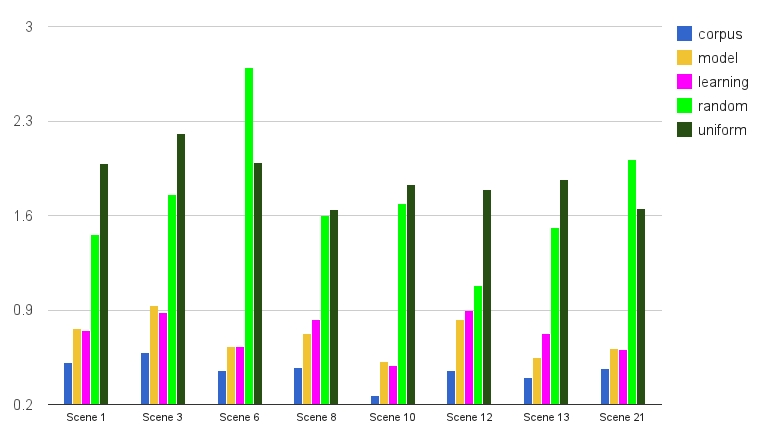 3
2.3
1.6
0.9
0.2
Scene 1
Scene 3
Scene 6
Scene 8
Scene 10
Scene 12
Scene 13
Scene 21
corpus
model
learning
random
uniform